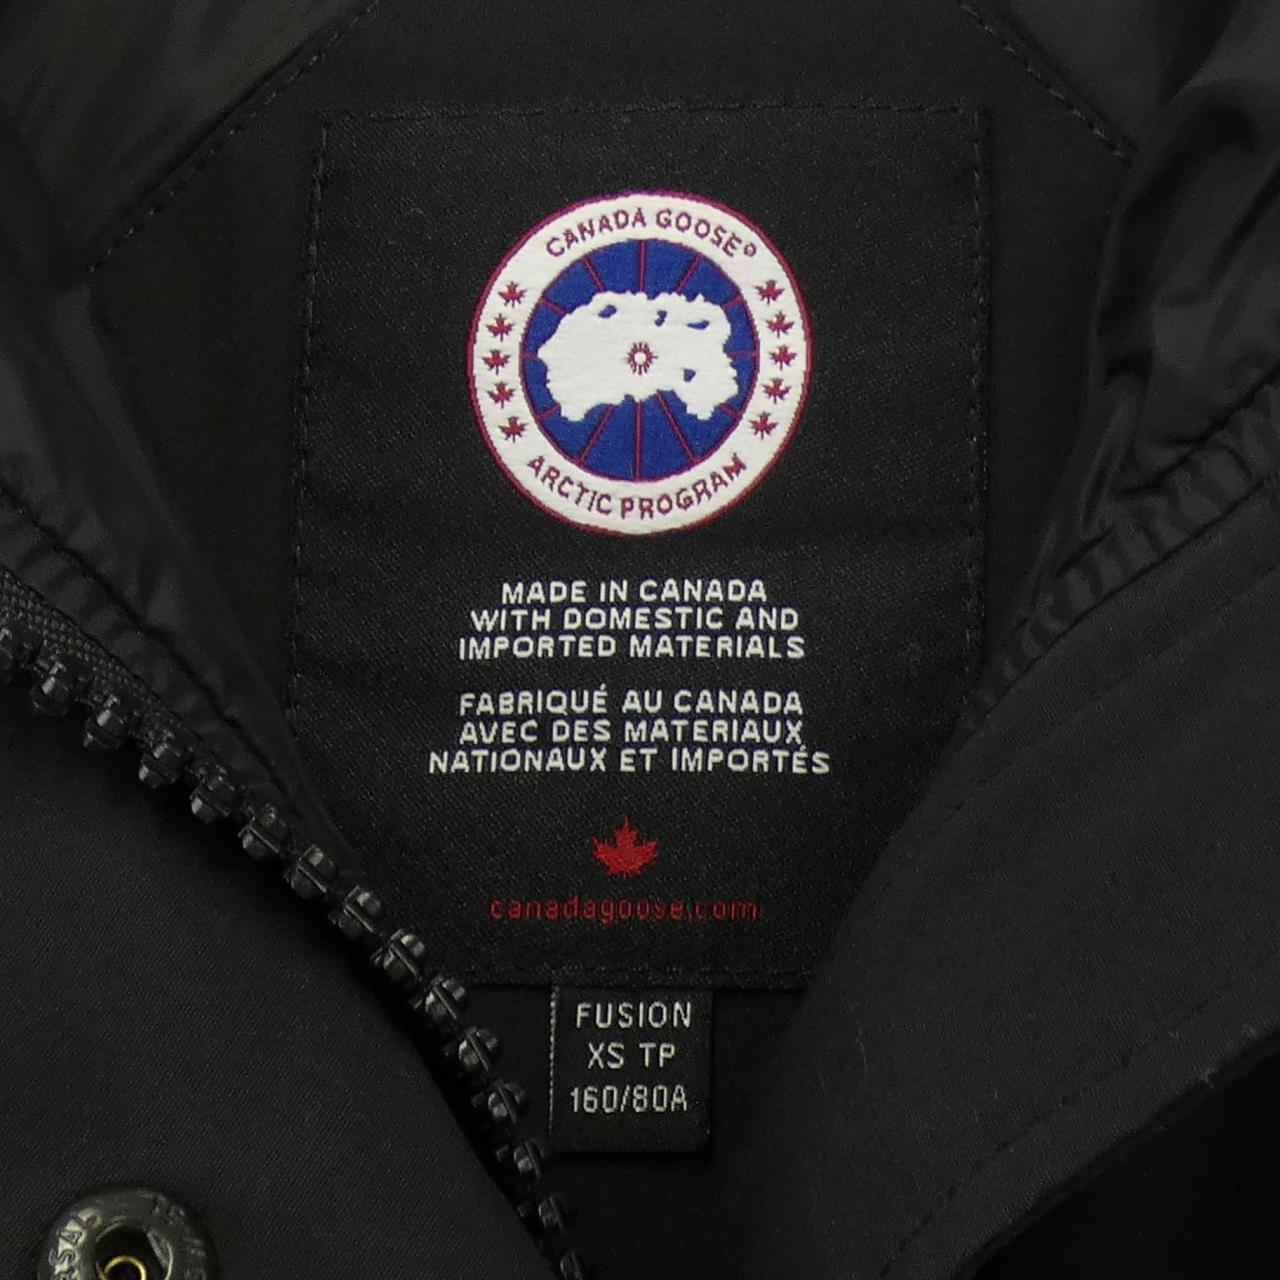 CANADA GOOSE®
ARCTIC PROGRAM
MADE IN CANADA
WITH DOMESTIC AND
IMPORTED MATERIALS
FABRIQUÉ AU CANADA
AVEC DES MATERIAUX
NATIONAUX ET IMPORTÉS
canadagoose.com
FUSION
XS TP
160/80A